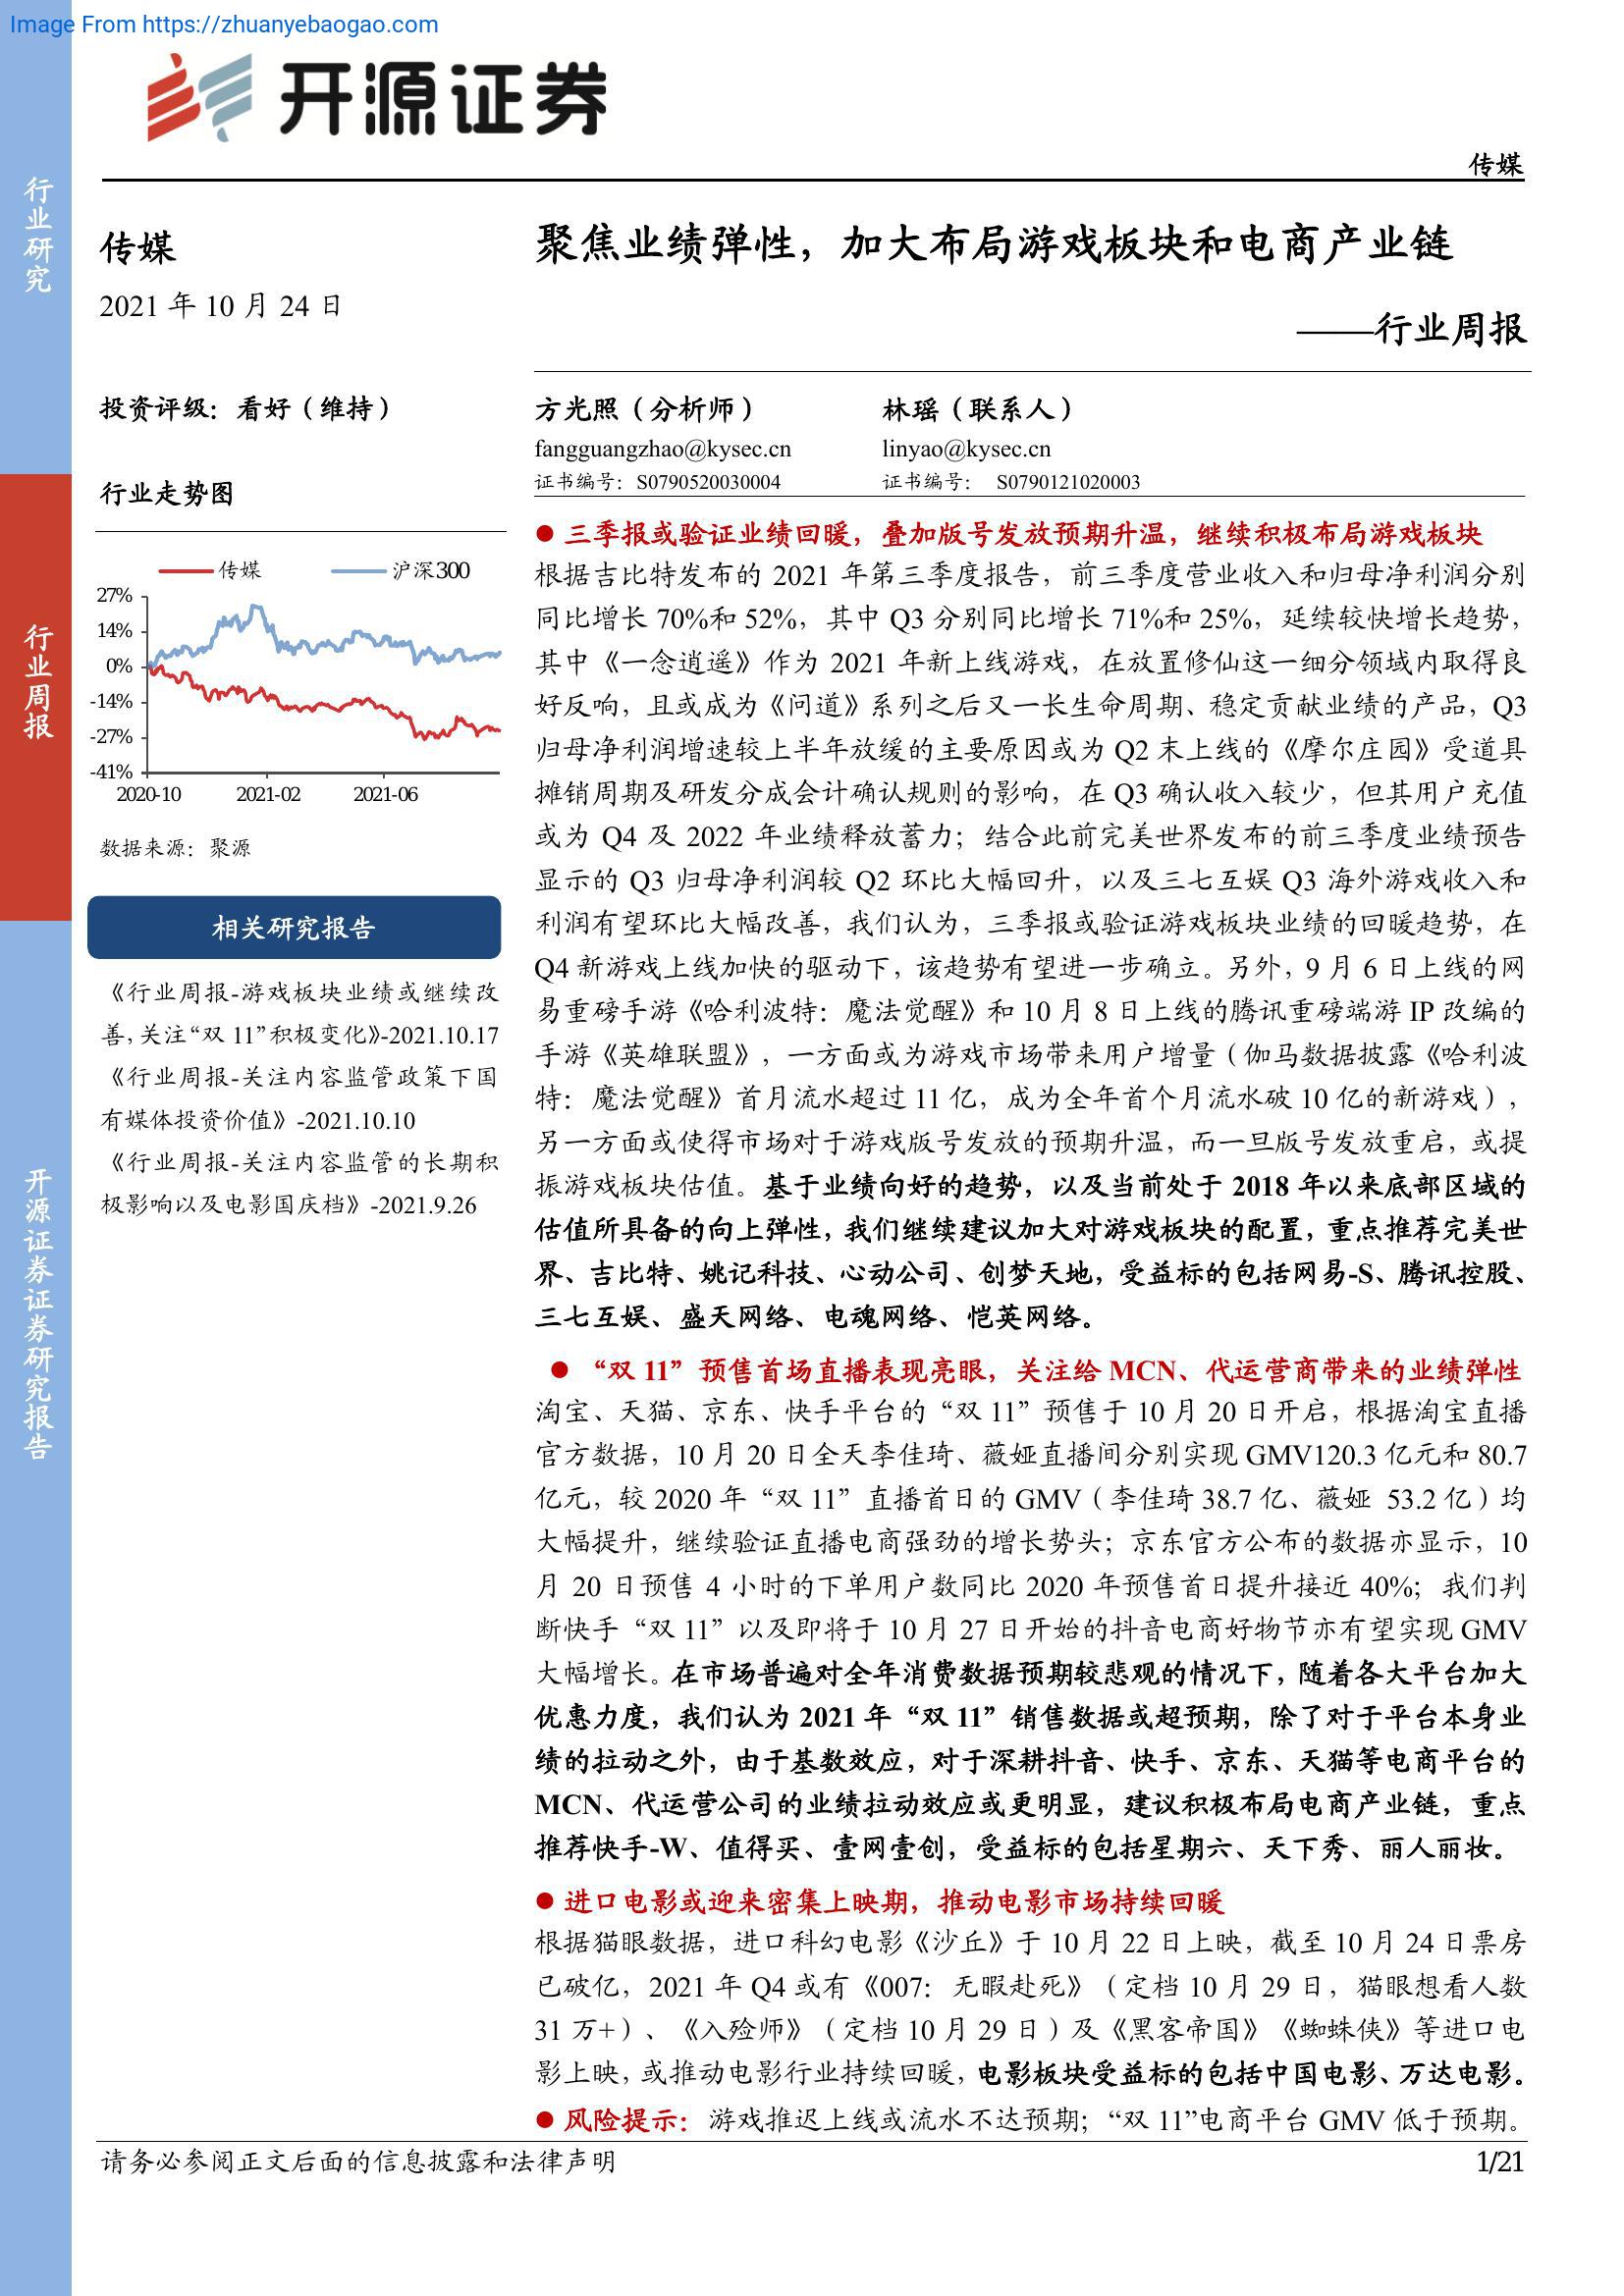 Image From https://zhuanyebaogao.com
开源证券
传媒
行业研究
行业周报
开源证券证券研究报告
传媒
2021 年 10 月 24 日
投资评级：看好（维持）
行业走势图
传媒 沪深300
27%
14%
0%
-14%
-27%
-41%
2020-10 2021-02 2021-06
数据来源：聚源
相关研究报告
《行业周报-游戏板块业绩或继续改
善，关注“双 11”积极变化》-2021.10.17
《行业周报-关注内容监管政策下国
有媒体投资价值》-2021.10.10
《行业周报-关注内容监管的长期积
极影响以及电影国庆档》-2021.9.26
聚焦业绩弹性，加大布局游戏板块和电商产业链
——行业周报
方光照（分析师） 林瑶（联系人）
fangguangzhao@kysec.cn linyao@kysec.cn
证书编号：S0790520030004 证书编号： S0790121020003
● 三季报或验证业绩回暖，叠加版号发放预期升温，继续积极布局游戏板块
根据吉比特发布的 2021 年第三季度报告，前三季度营业收入和归母净利润分别
同比增长 70%和 52%，其中 Q3 分别同比增长 71%和 25%，延续较快增长趋势，
其中《一念逍遥》作为 2021 年新上线游戏，在放置修仙这一细分领域内取得良
好反响，且或成为《问道》系列之后又一长生命周期、稳定贡献业绩的产品，Q3
归母净利润增速较上半年放缓的主要原因或为 Q2 末上线的《摩尔庄园》受道具
摊销周期及研发分成会计确认规则的影响，在 Q3 确认收入较少，但其用户充值
或为 Q4 及 2022 年业绩释放蓄力；结合此前完美世界发布的前三季度业绩预告
显示的 Q3 归母净利润较 Q2 环比大幅回升，以及三七互娱 Q3 海外游戏收入和
利润有望环比大幅改善，我们认为，三季报或验证游戏板块业绩的回暖趋势，在
Q4 新游戏上线加快的驱动下，该趋势有望进一步确立。另外，9 月 6 日上线的网
易重磅手游《哈利波特：魔法觉醒》和 10 月 8 日上线的腾讯重磅端游 IP 改编的
手游《英雄联盟》，一方面或为游戏市场带来用户增量（伽马数据披露《哈利波
特：魔法觉醒》首月流水超过 11 亿，成为全年首个月流水破 10 亿的新游戏），
另一方面或使得市场对于游戏版号发放的预期升温，而一旦版号发放重启，或提
振游戏板块估值。基于业绩向好的趋势，以及当前处于 2018 年以来底部区域的
估值所具备的向上弹性，我们继续建议加大对游戏板块的配置，重点推荐完美世
界、吉比特、姚记科技、心动公司、创梦天地，受益标的包括网易-S、腾讯控股、
三七互娱、盛天网络、电魂网络、恺英网络。
● “双 11”预售首场直播表现亮眼，关注给 MCN、代运营商带来的业绩弹性
淘宝、天猫、京东、快手平台的“双 11”预售于 10 月 20 日开启，根据淘宝直播
官方数据，10 月 20 日全天李佳琦、薇娅直播间分别实现 GMV120.3 亿元和 80.7
亿元，较 2020 年“双 11”直播首日的 GMV（李佳琦 38.7 亿、薇娅 53.2 亿）均
大幅提升，继续验证直播电商强劲的增长势头；京东官方公布的数据亦显示，10
月 20 日预售 4 小时的下单用户数同比 2020 年预售首日提升接近 40%；我们判
断快手“双 11”以及即将于 10 月 27 日开始的抖音电商好物节亦有望实现 GMV
大幅增长。在市场普遍对全年消费数据预期较悲观的情况下，随着各大平台加大
优惠力度，我们认为 2021 年“双 11”销售数据或超预期，除了对于平台本身业
绩的拉动之外，由于基数效应，对于深耕抖音、快手、京东、天猫等电商平台的
MCN、代运营公司的业绩拉动效应或更明显，建议积极布局电商产业链，重点
推荐快手-W、值得买、壹网壹创，受益标的包括星期六、天下秀、丽人丽妆。
● 进口电影或迎来密集上映期，推动电影市场持续回暖
根据猫眼数据，进口科幻电影《沙丘》于 10 月 22 日上映，截至 10 月 24 日票房
已破亿，2021 年 Q4 或有《007：无暇赴死》（定档 10 月 29 日，猫眼想看人数
31 万+）、《入殓师》（定档 10 月 29 日）及《黑客帝国》《蜘蛛侠》等进口电
影上映，或推动电影行业持续回暖，电影板块受益标的包括中国电影、万达电影。
● 风险提示：游戏推迟上线或流水不达预期；“双 11”电商平台 GMV 低于预期。
请务必参阅正文后面的信息披露和法律声明 1/21